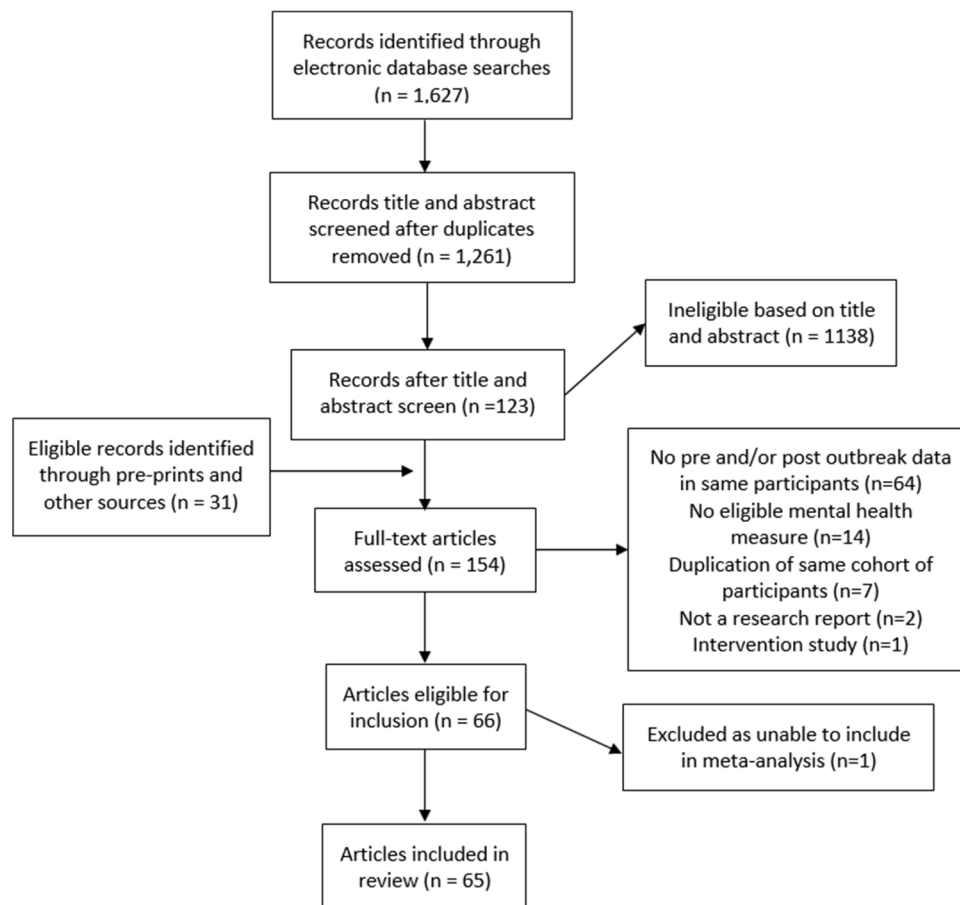 Records identified through
electronic database searches
(n = 1,627)
Records title and abstract
screened after duplicates
removed (n = 1,261)
Ineligible based on title
and abstract (n = 1138)
Records after title and
abstract screen (n =123)
Eligible records identified
through pre-prints and
other sources (n = 31)
Full-text articles
assessed (n = 154)
No pre and/or post outbreak data
in same participants (n=64)
No eligible mental health
measure (n=14)
Duplication of same cohort of
participants (n=7)
Not a research report (n=2)
Intervention study (n=1)
Articles eligible for
inclusion (n = 66)
Excluded as unable to include
in meta-analysis (n=1)
Articles included in
review (n = 65)